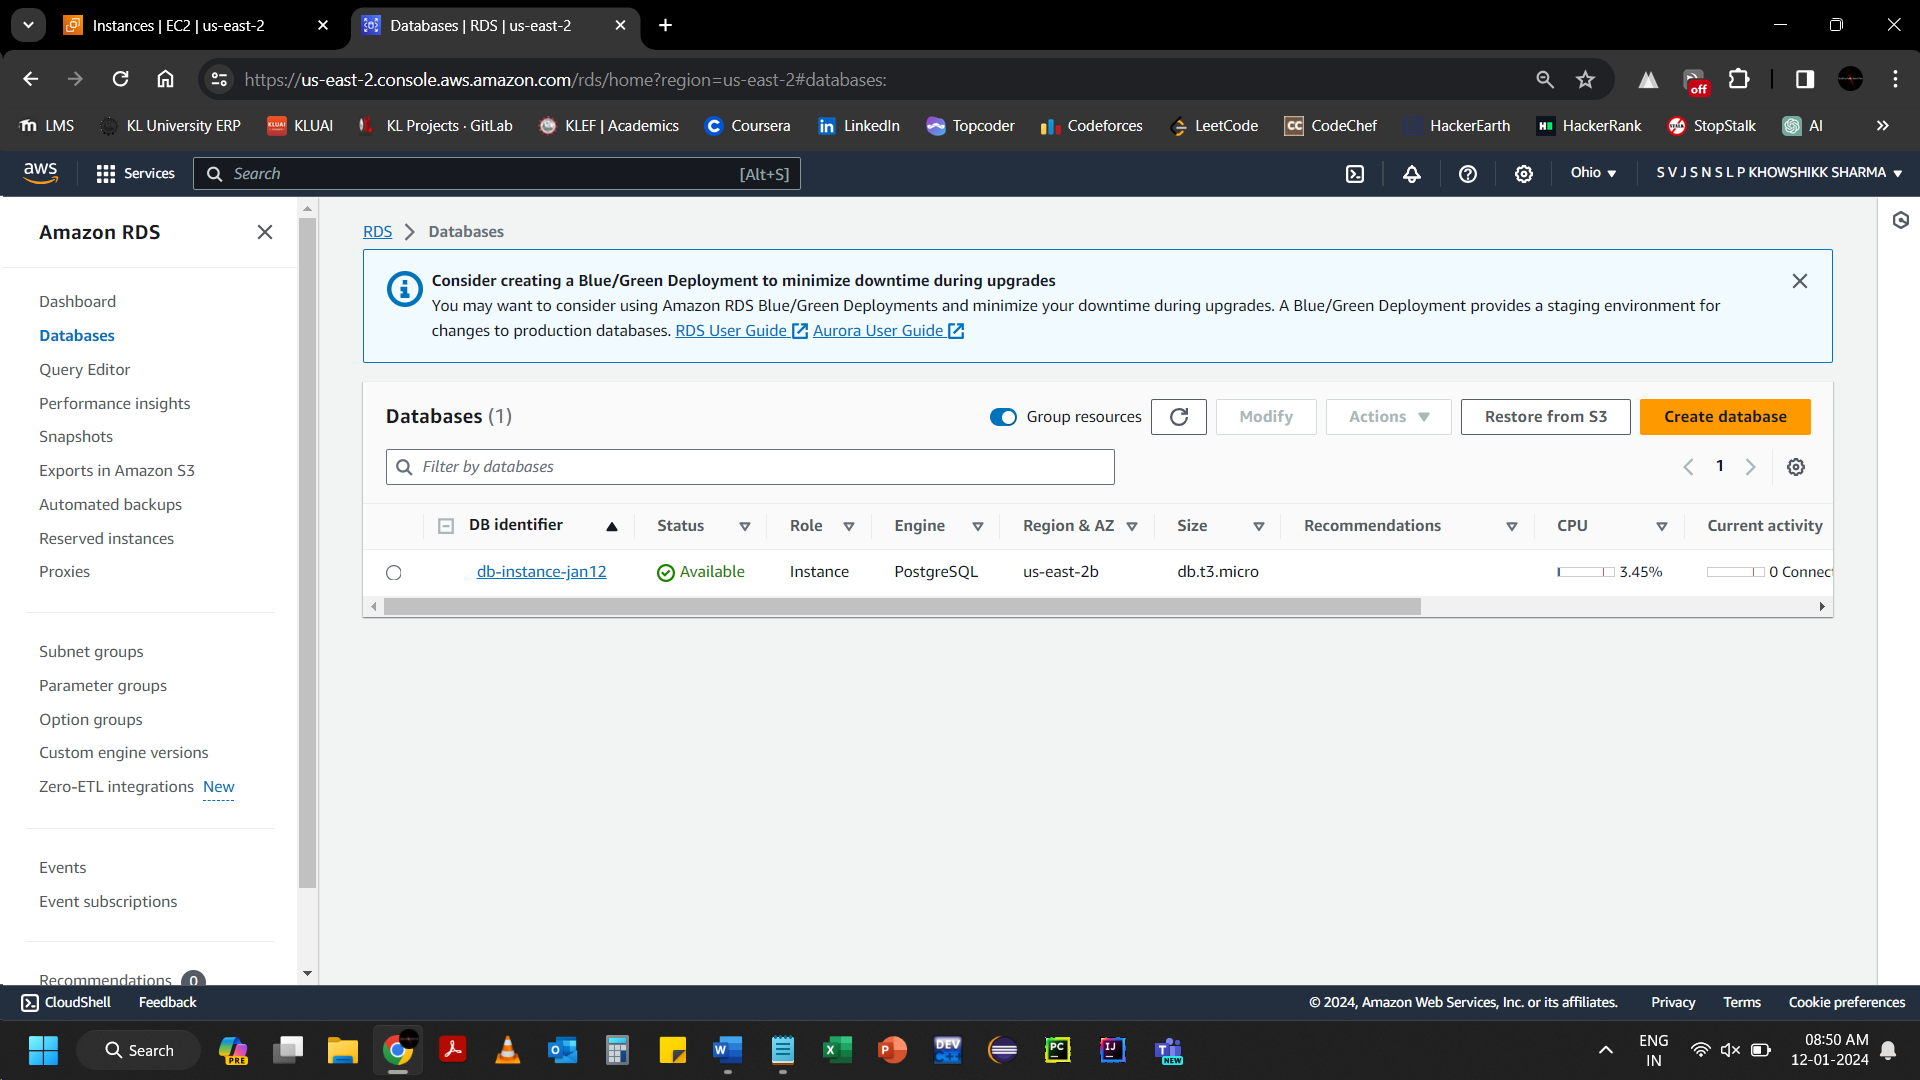 Instances | EC2 | us-east-2
Databases | RDS | us-east-2
https://us-east-2.console.aws.amazon.com/rds/home?region=us-east-2#databases:
off
LMS KL University ERP KLUAI KL Projects · GitLab KLEF | Academics Coursera LinkedIn Topcoder Codeforces LeetCode CodeChef HackerEarth HackerRank StopStalk AI
aws Services Search [Alt+S] Ohio S V J S N S L P KHOWSHIKK SHARMA
Amazon RDS
Dashboard
Databases
Query Editor
Performance insights
Snapshots
Exports in Amazon S3
Automated backups
Reserved instances
Proxies
Subnet groups
Parameter groups
Option groups
Custom engine versions
Zero-ETL integrations New
Events
Event subscriptions
Recommendations 0
RDS > Databases
Consider creating a Blue/Green Deployment to minimize downtime during upgrades
You may want to consider using Amazon RDS Blue/Green Deployments and minimize your downtime during upgrades. A Blue/Green Deployment provides a staging environment for
changes to production databases. RDS User Guide Aurora User Guide
Databases (1) Group resources Modify Actions Restore from S3 Create database
Filter by databases 1
DB identifier Status Role Engine Region & AZ Size Recommendations CPU Current activity
db-instance-jan12 Available Instance PostgreSQL us-east-2b db.t3.micro 3.45% 0 Connect
CloudShell Feedback © 2024, Amazon Web Services, Inc. or its affiliates. Privacy Terms Cookie preferences
Search
ENG
IN
08:50 AM
12-01-2024